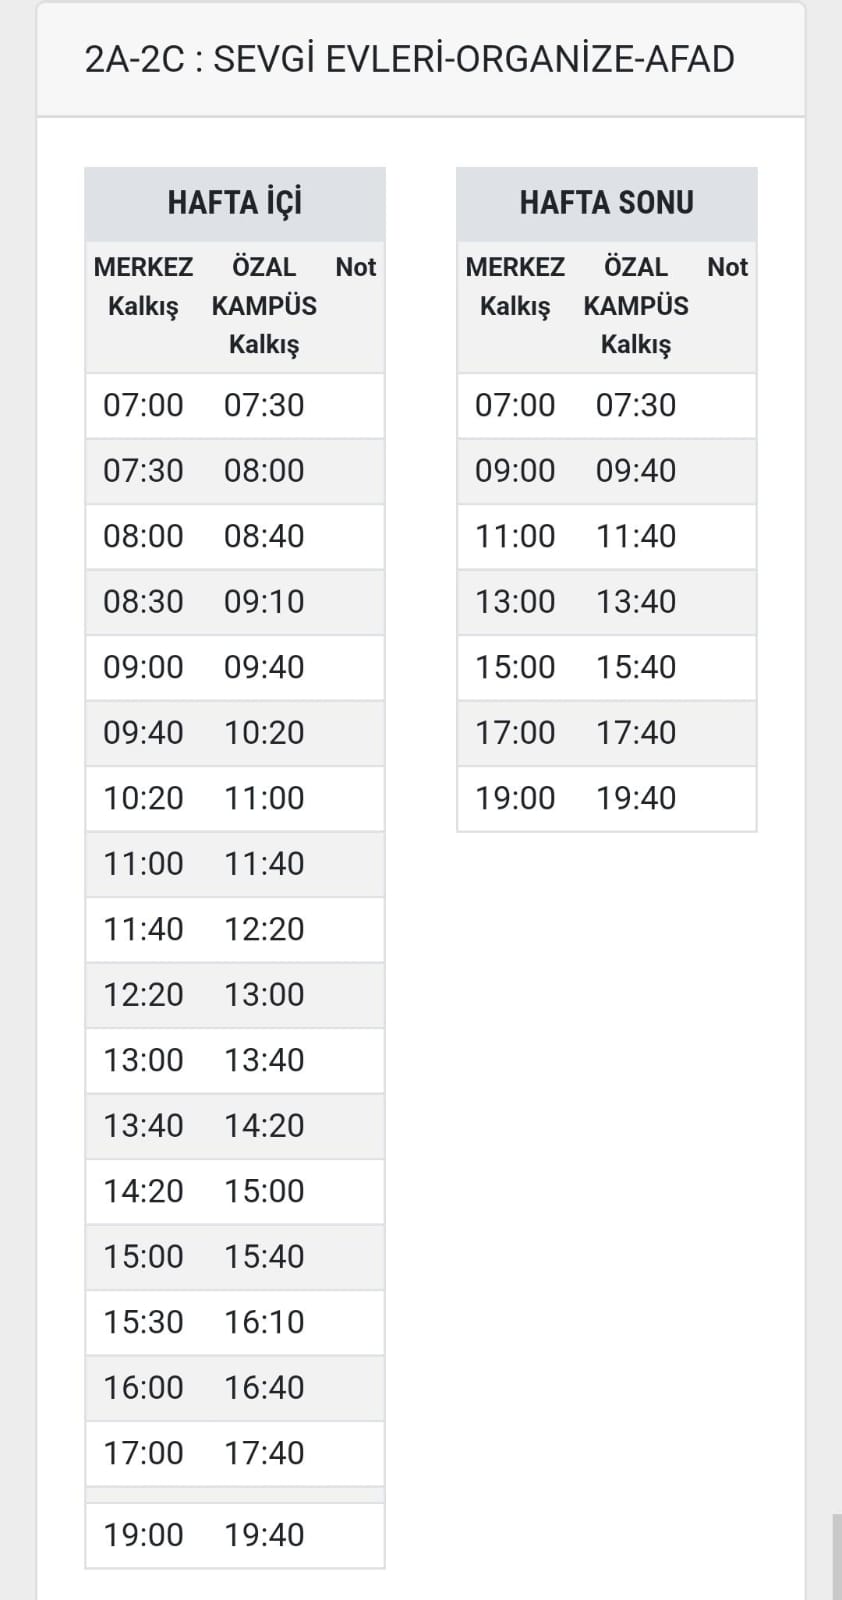 2A-2C : SEVGİ EVLERİ-ORGANİZE-AFAD
HAFTA İÇİ
MERKEZ ÖZAL Not
Kalkış KAMPÜS
Kalkış
07:00 07:30
07:30 08:00
08:00 08:40
08:30 09:10
09:00 09:40
09:40 10:20
10:20 11:00
11:00 11:40
11:40 12:20
12:20 13:00
13:00 13:40
13:40 14:20
14:20 15:00
15:00 15:40
15:30 16:10
16:00 16:40
17:00 17:40
19:00 19:40
HAFTA SONU
MERKEZ ÖZAL Not
Kalkış KAMPÜS
Kalkış
07:00 07:30
09:00 09:40
11:00 11:40
13:00 13:40
15:00 15:40
17:00 17:40
19:00 19:40